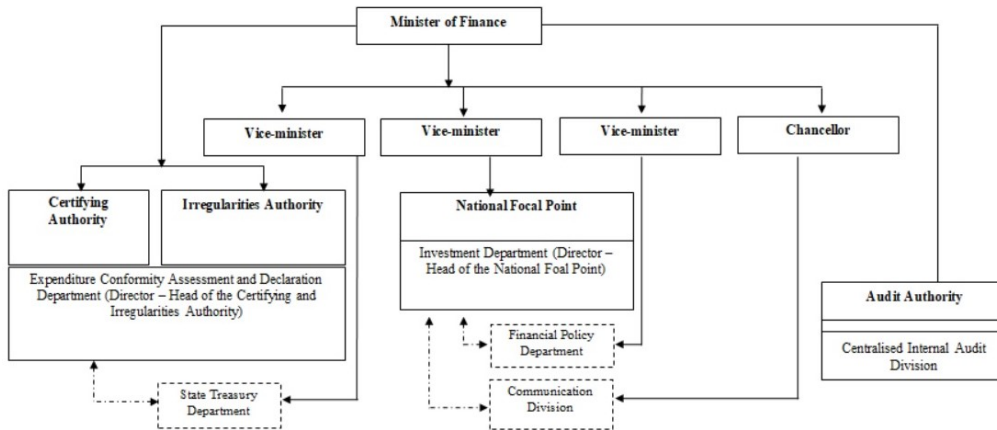 Minister of Finance
Vice-minister
Vice-minister
Vice-minister
Chancellor
Certifying
Authority
Irregularities Authority
National Focal Point
Expenditure Conformity Assessment and Declaration
Department (Director – Head of the Certifying and
Irregularities Authority)
Investment Department (Director –
Head of the National Foal Point)
Audit Authority
Centralised Internal Audit
Division
Financial Policy
Department
State Treasury
Department
Communication
Division